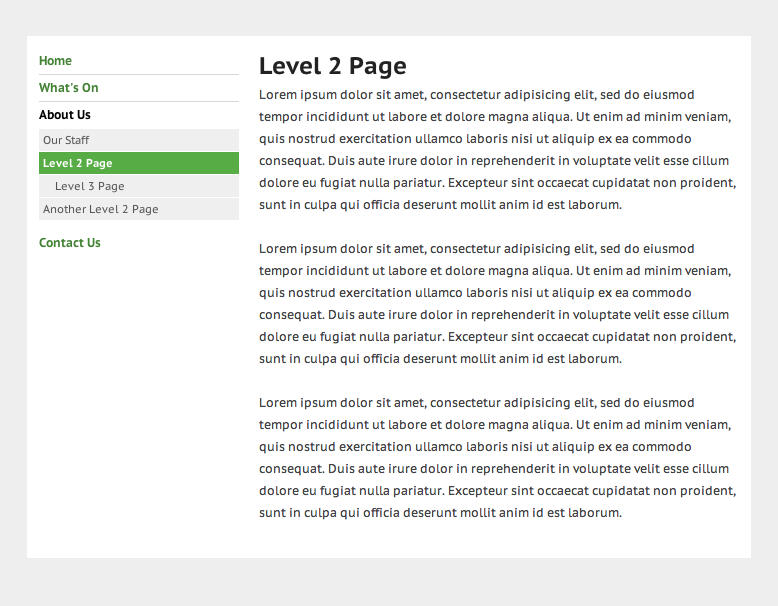 Home
What's On
About Us
Our Staff
Level 2 Page
Level 3 Page
Another Level 2 Page
Contact Us
Level 2 Page
Lorem ipsum dolor sit amet, consectetur adipisicing elit, sed do eiusmod
tempor incididunt ut labore et dolore magna aliqua. Ut enim ad minim veniam,
quis nostrud exercitation ullamco laboris nisi ut aliquip ex ea commodo
consequat. Duis aute irure dolor in reprehenderit in voluptate velit esse cillum
dolore eu fugiat nulla pariatur. Excepteur sint occaecat cupidatat non proident,
sunt in culpa qui officia deserunt mollit anim id est laborum.
Lorem ipsum dolor sit amet, consectetur adipisicing elit, sed do eiusmod
tempor incididunt ut labore et dolore magna aliqua. Ut enim ad minim veniam,
quis nostrud exercitation ullamco laboris nisi ut aliquip ex ea commodo
consequat. Duis aute irure dolor in reprehenderit in voluptate velit esse cillum
dolore eu fugiat nulla pariatur. Excepteur sint occaecat cupidatat non proident,
sunt in culpa qui officia deserunt mollit anim id est laborum.
Lorem ipsum dolor sit amet, consectetur adipisicing elit, sed do eiusmod
tempor incididunt ut labore et dolore magna aliqua. Ut enim ad minim veniam,
quis nostrud exercitation ullamco laboris nisi ut aliquip ex ea commodo
consequat. Duis aute irure dolor in reprehenderit in voluptate velit esse cillum
dolore eu fugiat nulla pariatur. Excepteur sint occaecat cupidatat non proident,
sunt in culpa qui officia deserunt mollit anim id est laborum.